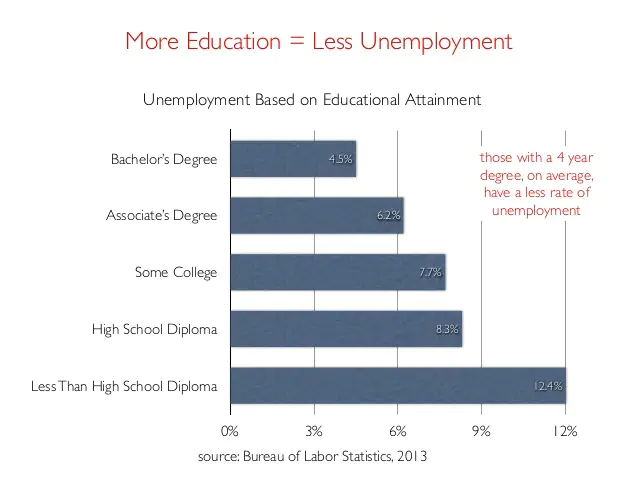 More Education = Less Unemployment
Unemployment Based on Educational Attainment
Bachelor's Degree
4.5%
those with a 4 year
degree, on average,
have a less rate of
unemployment
Associate's Degree
6.2%
Some College
7.7%
High School Diploma
8.3%
Less Than High School Diploma
12.4%
0% 3% 6% 9% 12%
source: Bureau of Labor Statistics, 2013